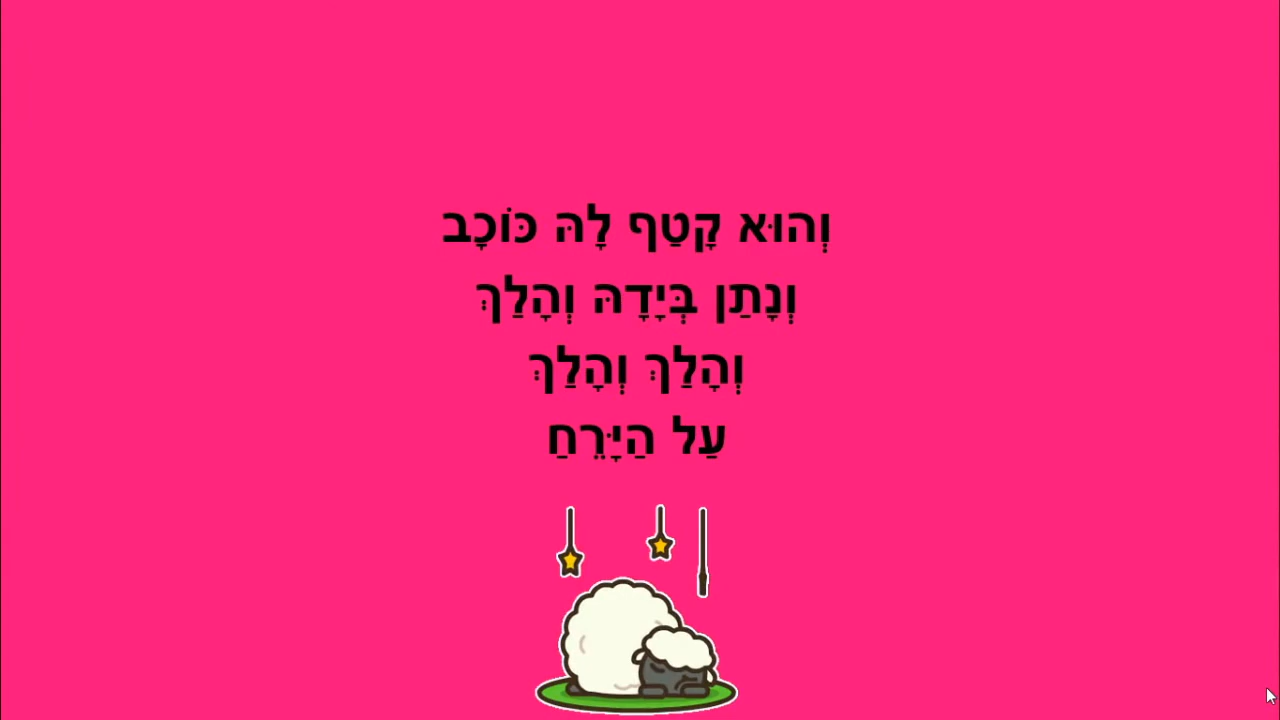 וְהוּא קָטַף לָהּ כּוֹכָב
וְנָתַן בְּיָדָהּ וְהָלַךְ
וְהָלַךְ וְהָלַךְ
עַל הַיָּרֵחַ